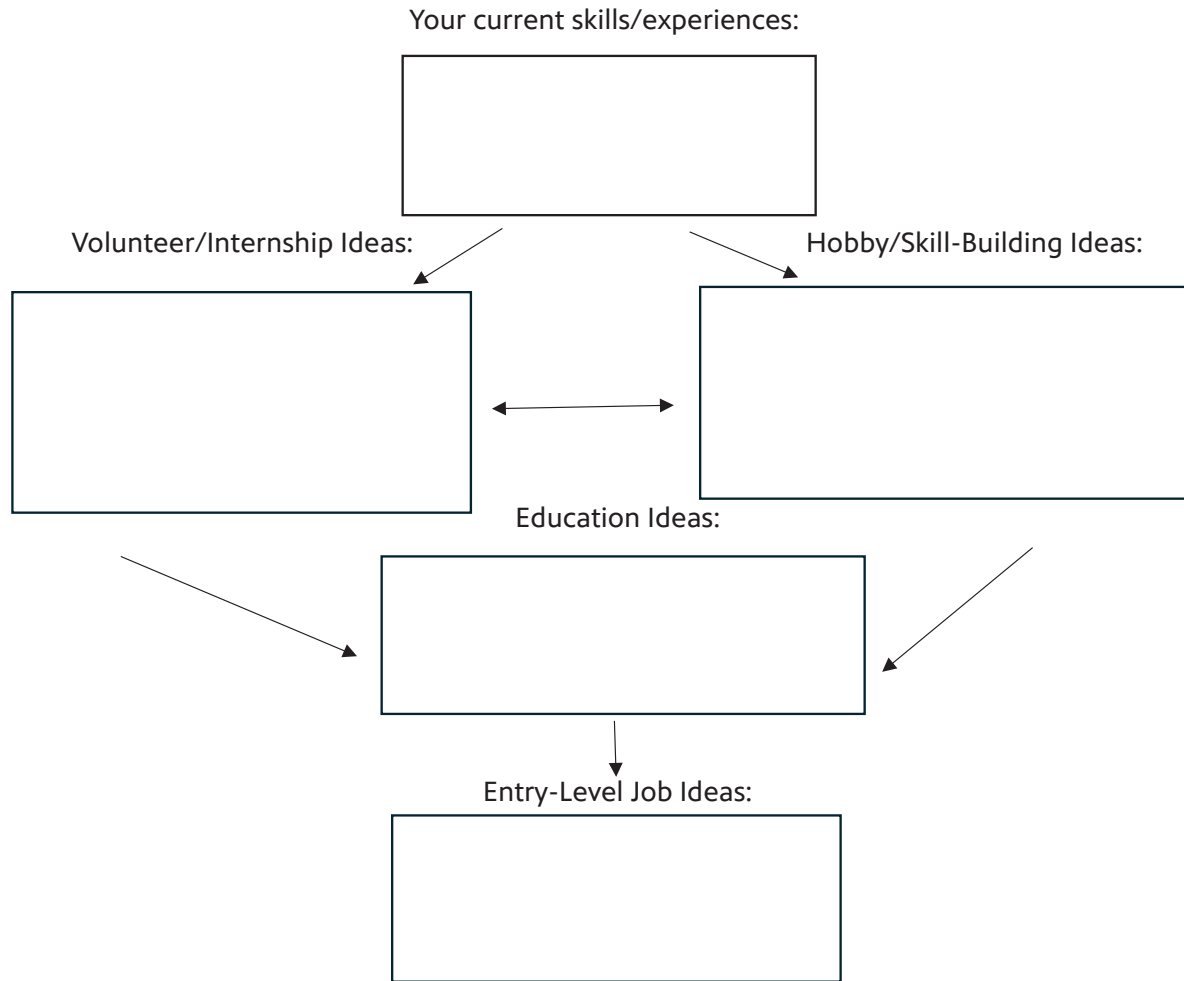 Your current skills/experiences:
Volunteer/Internship Ideas:
Hobby/Skill-Building Ideas:
Education Ideas:
Entry-Level Job Ideas: